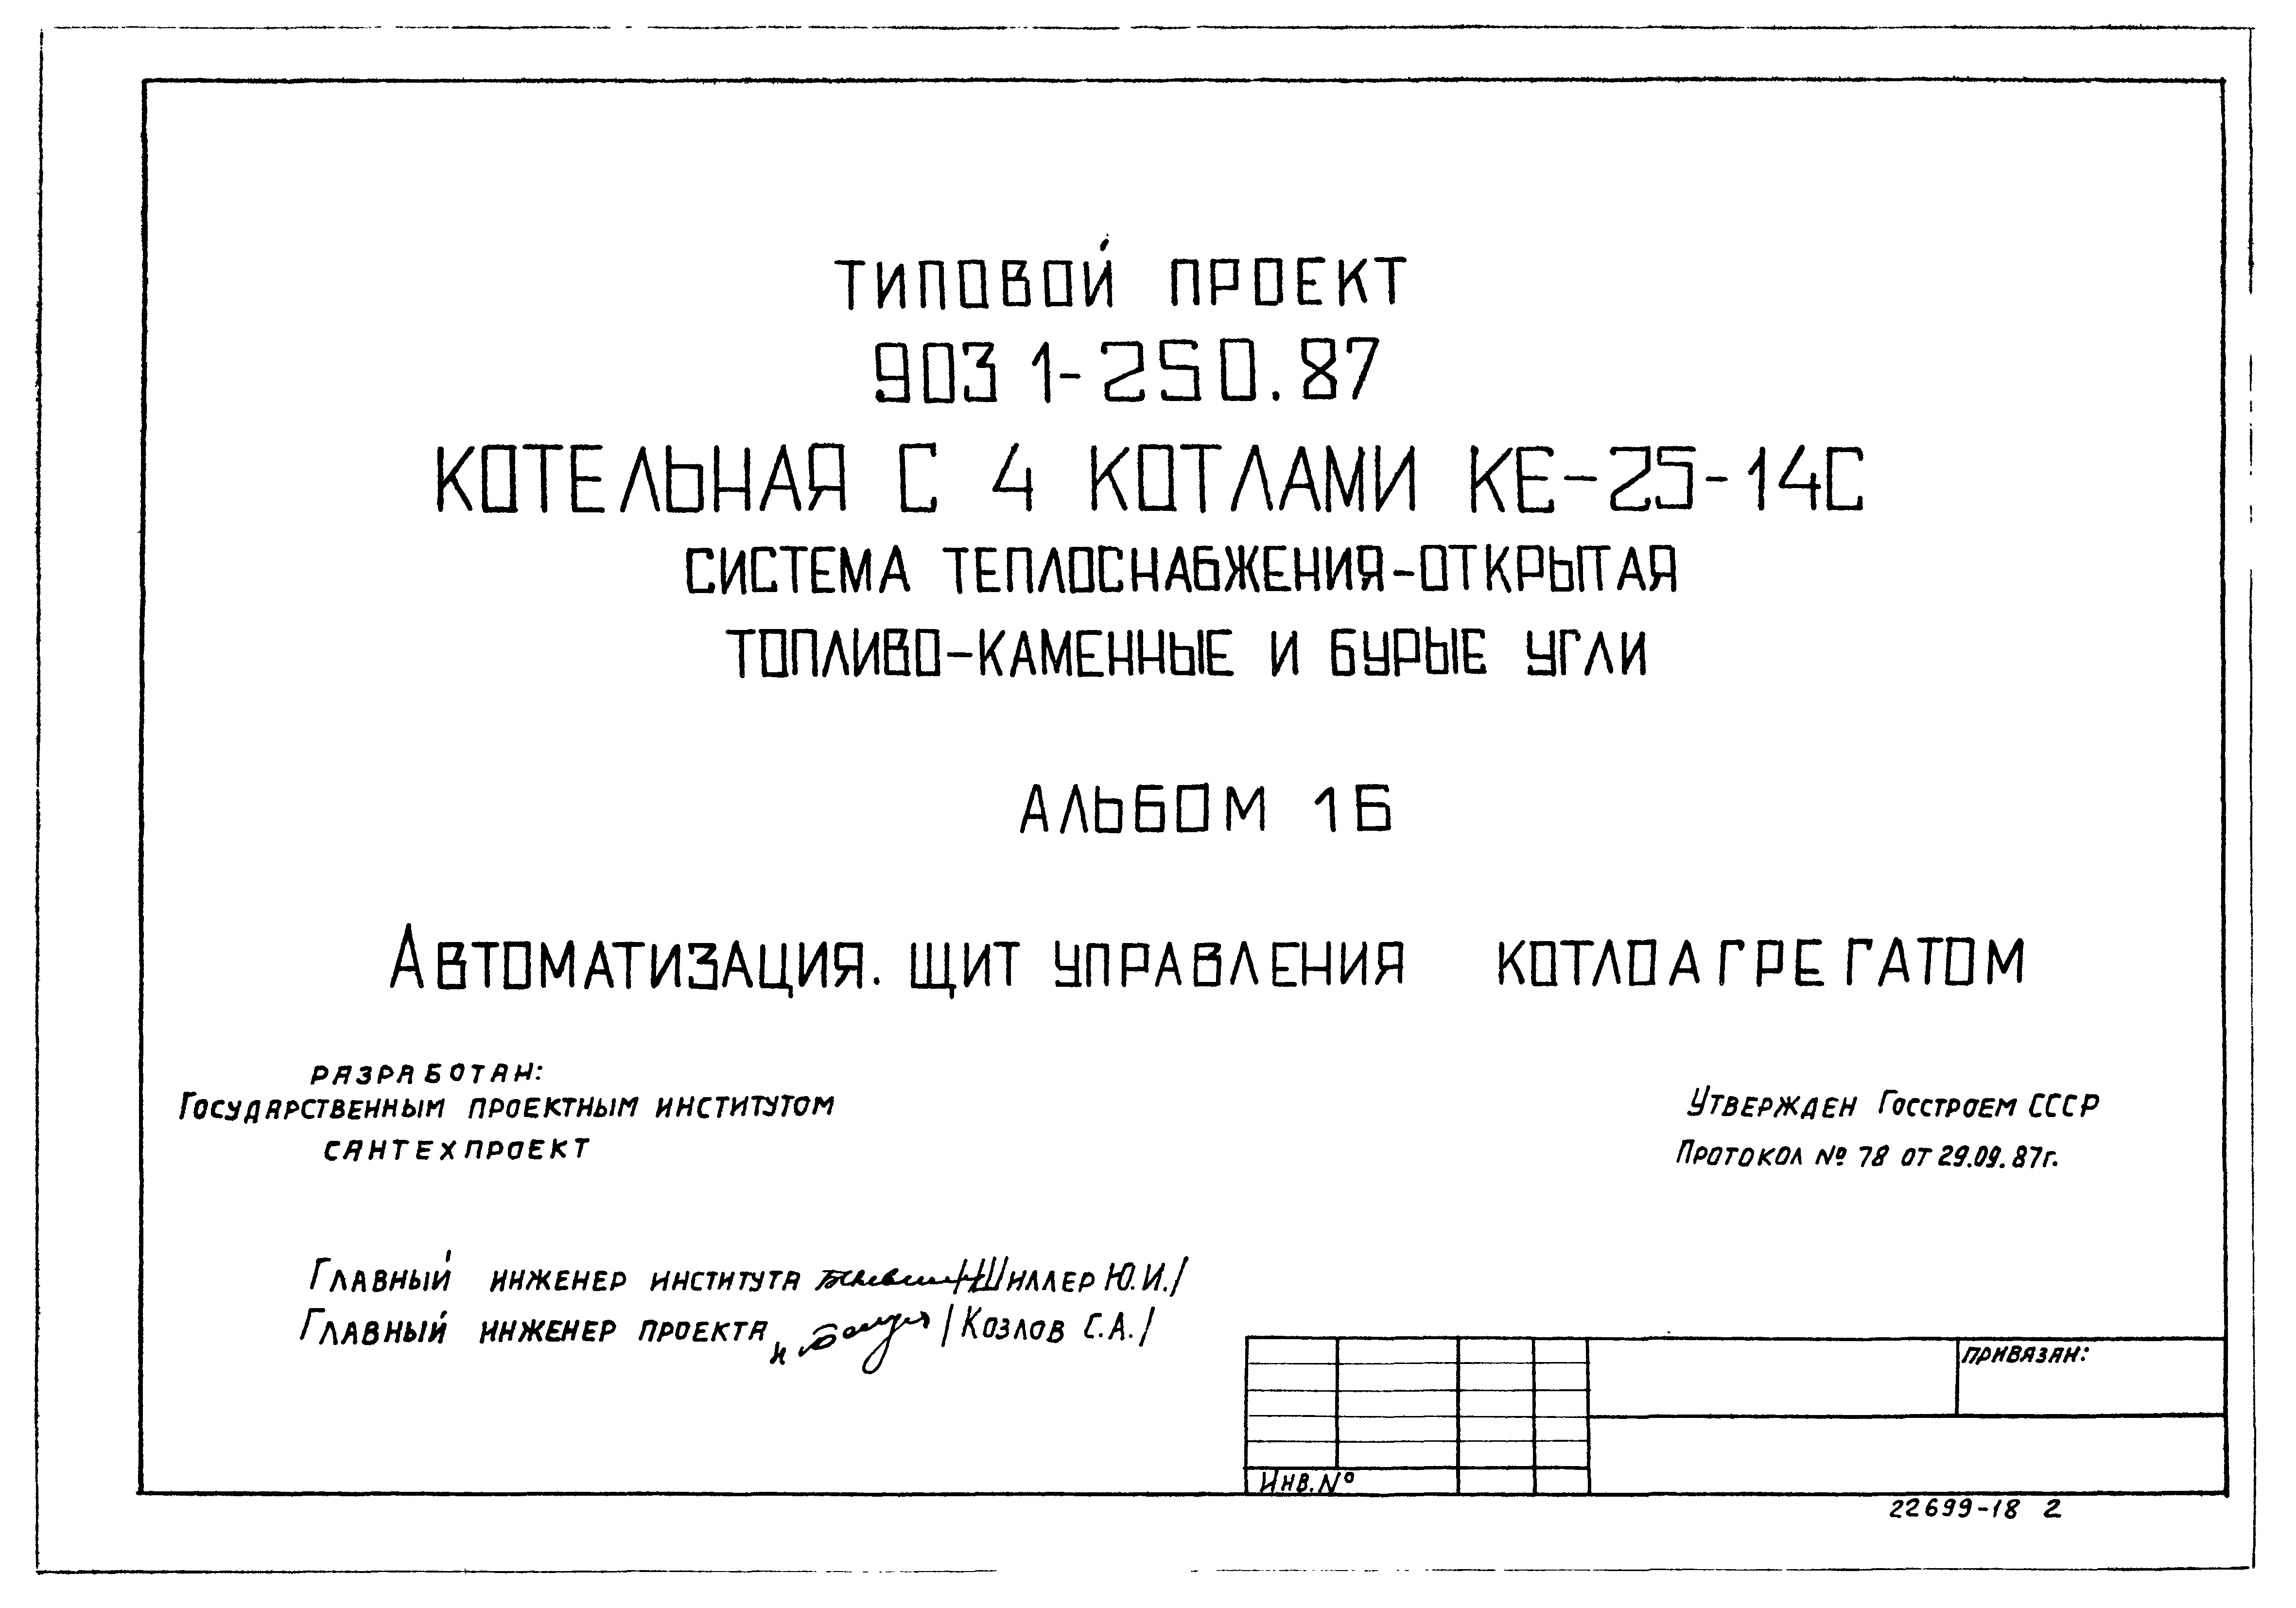 ТИПОВОЙ ПРОЕКТ
903 1-250.87
КОТЕЛЬНАЯ С 4 КОТЛАМИ КЕ-25-14С
СИСТЕМА ТЕПЛОСНАБЖЕНИЯ-ОТКРЫТАЯ
ТОПЛИВО-КАМЕННЫЕ И БУРЫЕ УГЛИ
АЛЬБОМ 16
АВТОМАТИЗАЦИЯ. ЩИТ УПРАВЛЕНИЯ КОТЛОАГРЕГАТОМ
РАЗРАБОТАН:
ГОСУДАРСТВЕННЫМ ПРОЕКТНЫМ ИНСТИТУТОМ
САНТЕХПРОЕКТ
УТВЕРЖДЕН ГОССТРОЕМ СССР
ПРОТОКОЛ № 78 ОТ 29.09.87г.
ГЛАВНЫЙ ИНЖЕНЕР ИНСТИТУТА /ШИЛЛЕР Ю.И./
ГЛАВНЫЙ ИНЖЕНЕР ПРОЕКТА /КОЗЛОВ С.А./
ПРИВЯЗАН:
ИНВ. №
22699-18 2